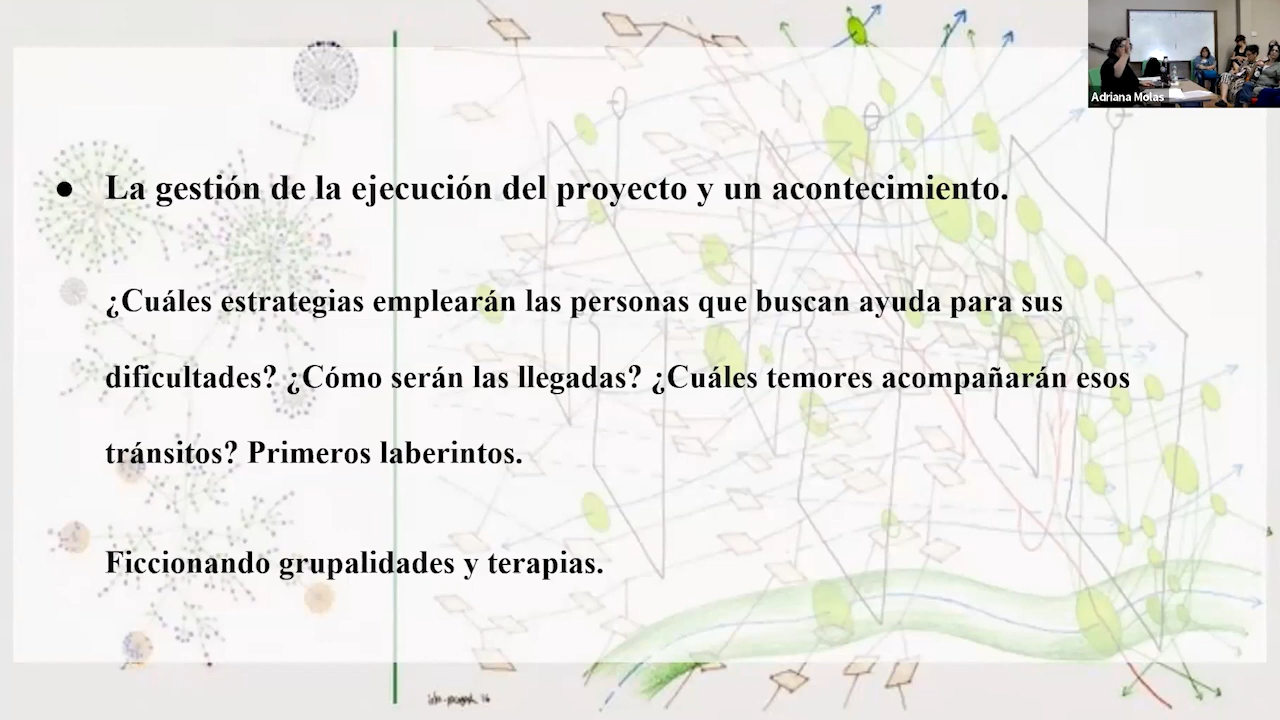 Adriana Molas
● La gestión de la ejecución del proyecto y un acontecimiento.
¿Cuáles estrategias emplearán las personas que buscan ayuda para sus
dificultades? ¿Cómo serán las llegadas? ¿Cuáles temores acompañarán esos
tránsitos? Primeros laberintos.
Ficcionando grupalidades y terapias.